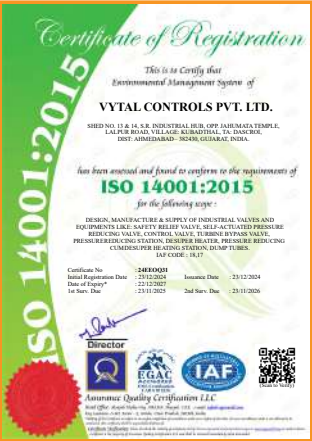 Certificate of Registration
This is to Certify that
Environmental Management System of
VYTAL CONTROLS PVT. LTD.
SHED NO. 13 & 14, S.R. INDUSTRIAL HUB, OPP. JAHUMATA TEMPLE,
LALPUR ROAD, VILLAGE: KUBADTHAL, TA: DASCROI,
DIST: AHMEDABAD - 382430, GUJARAT, INDIA.
has been assessed and found to conform to the requirements of
ISO 14001:2015
for the following scope :
DESIGN, MANUFACTURE & SUPPLY OF INDUSTRIAL VALVES AND
EQUIPMENTS LIKE: SAFETY RELIEF VALVE, SELF-ACTUATED PRESSURE
REDUCING VALVE, CONTROL VALVE, TURBINE BYPASS VALVE,
PRESSUREREDUCING STATION, DESUPER HEATER, PRESSURE REDUCING
CUMDESUPER HEATING STATION, DUMP TUBES.
IAF CODE : 18,17
Certificate No : 24EEOQ31
Initial Registration Date : 23/12/2024 Issuance Date : 23/12/2024
Date of Expiry* : 22/12/2027
1st Surv. Due : 23/11/2025 2nd Surv. Due : 23/11/2026
ISO 14001:2015
Director
EGAC
Accredited
IAF
(Scan to Verify)
Assurance Quality Certification LLC